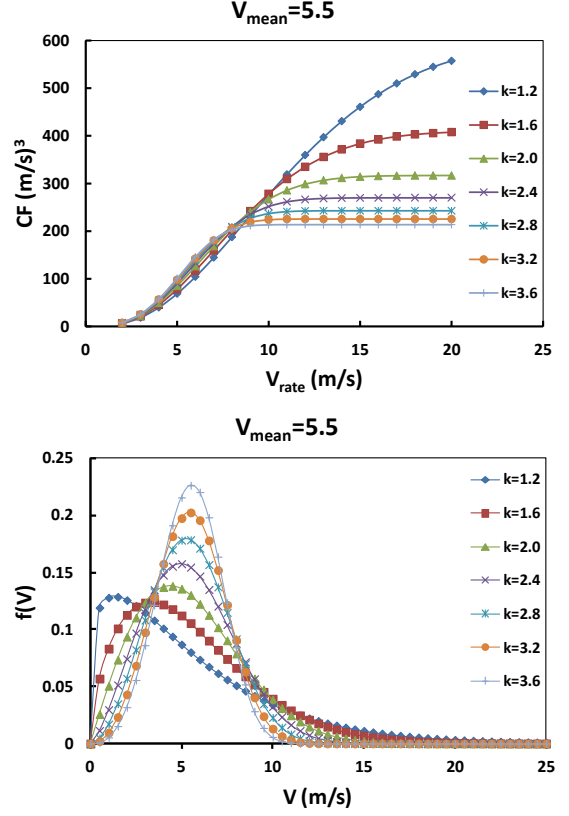 V_mean=5.5
600
500
400
300
200
100
0
CF (m/s)³
k=1.2
k=1.6
k=2.0
k=2.4
k=2.8
k=3.2
k=3.6
0 5 10 15 20 25
V_rate (m/s)
V_mean=5.5
0.25
0.2
0.15
0.1
0.05
0
f(V)
k=1.2
k=1.6
k=2.0
k=2.4
k=2.8
k=3.2
k=3.6
0 5 10 15 20 25
V (m/s)